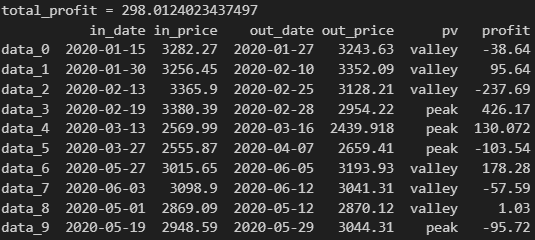 total_profit = 298.0124023437497
in_date in_price out_date out_price pv profit
data_0 2020-01-15 3282.27 2020-01-27 3243.63 valley -38.64
data_1 2020-01-30 3256.45 2020-02-10 3352.09 valley 95.64
data_2 2020-02-13 3365.9 2020-02-25 3128.21 valley -237.69
data_3 2020-02-19 3380.39 2020-02-28 2954.22 peak 426.17
data_4 2020-03-13 2569.99 2020-03-16 2439.918 peak 130.072
data_5 2020-03-27 2555.87 2020-04-07 2659.41 peak -103.54
data_6 2020-05-27 3015.65 2020-06-05 3193.93 valley 178.28
data_7 2020-06-03 3098.9 2020-06-12 3041.31 valley -57.59
data_8 2020-05-01 2869.09 2020-05-12 2870.12 valley 1.03
data_9 2020-05-19 2948.59 2020-05-29 3044.31 peak -95.72